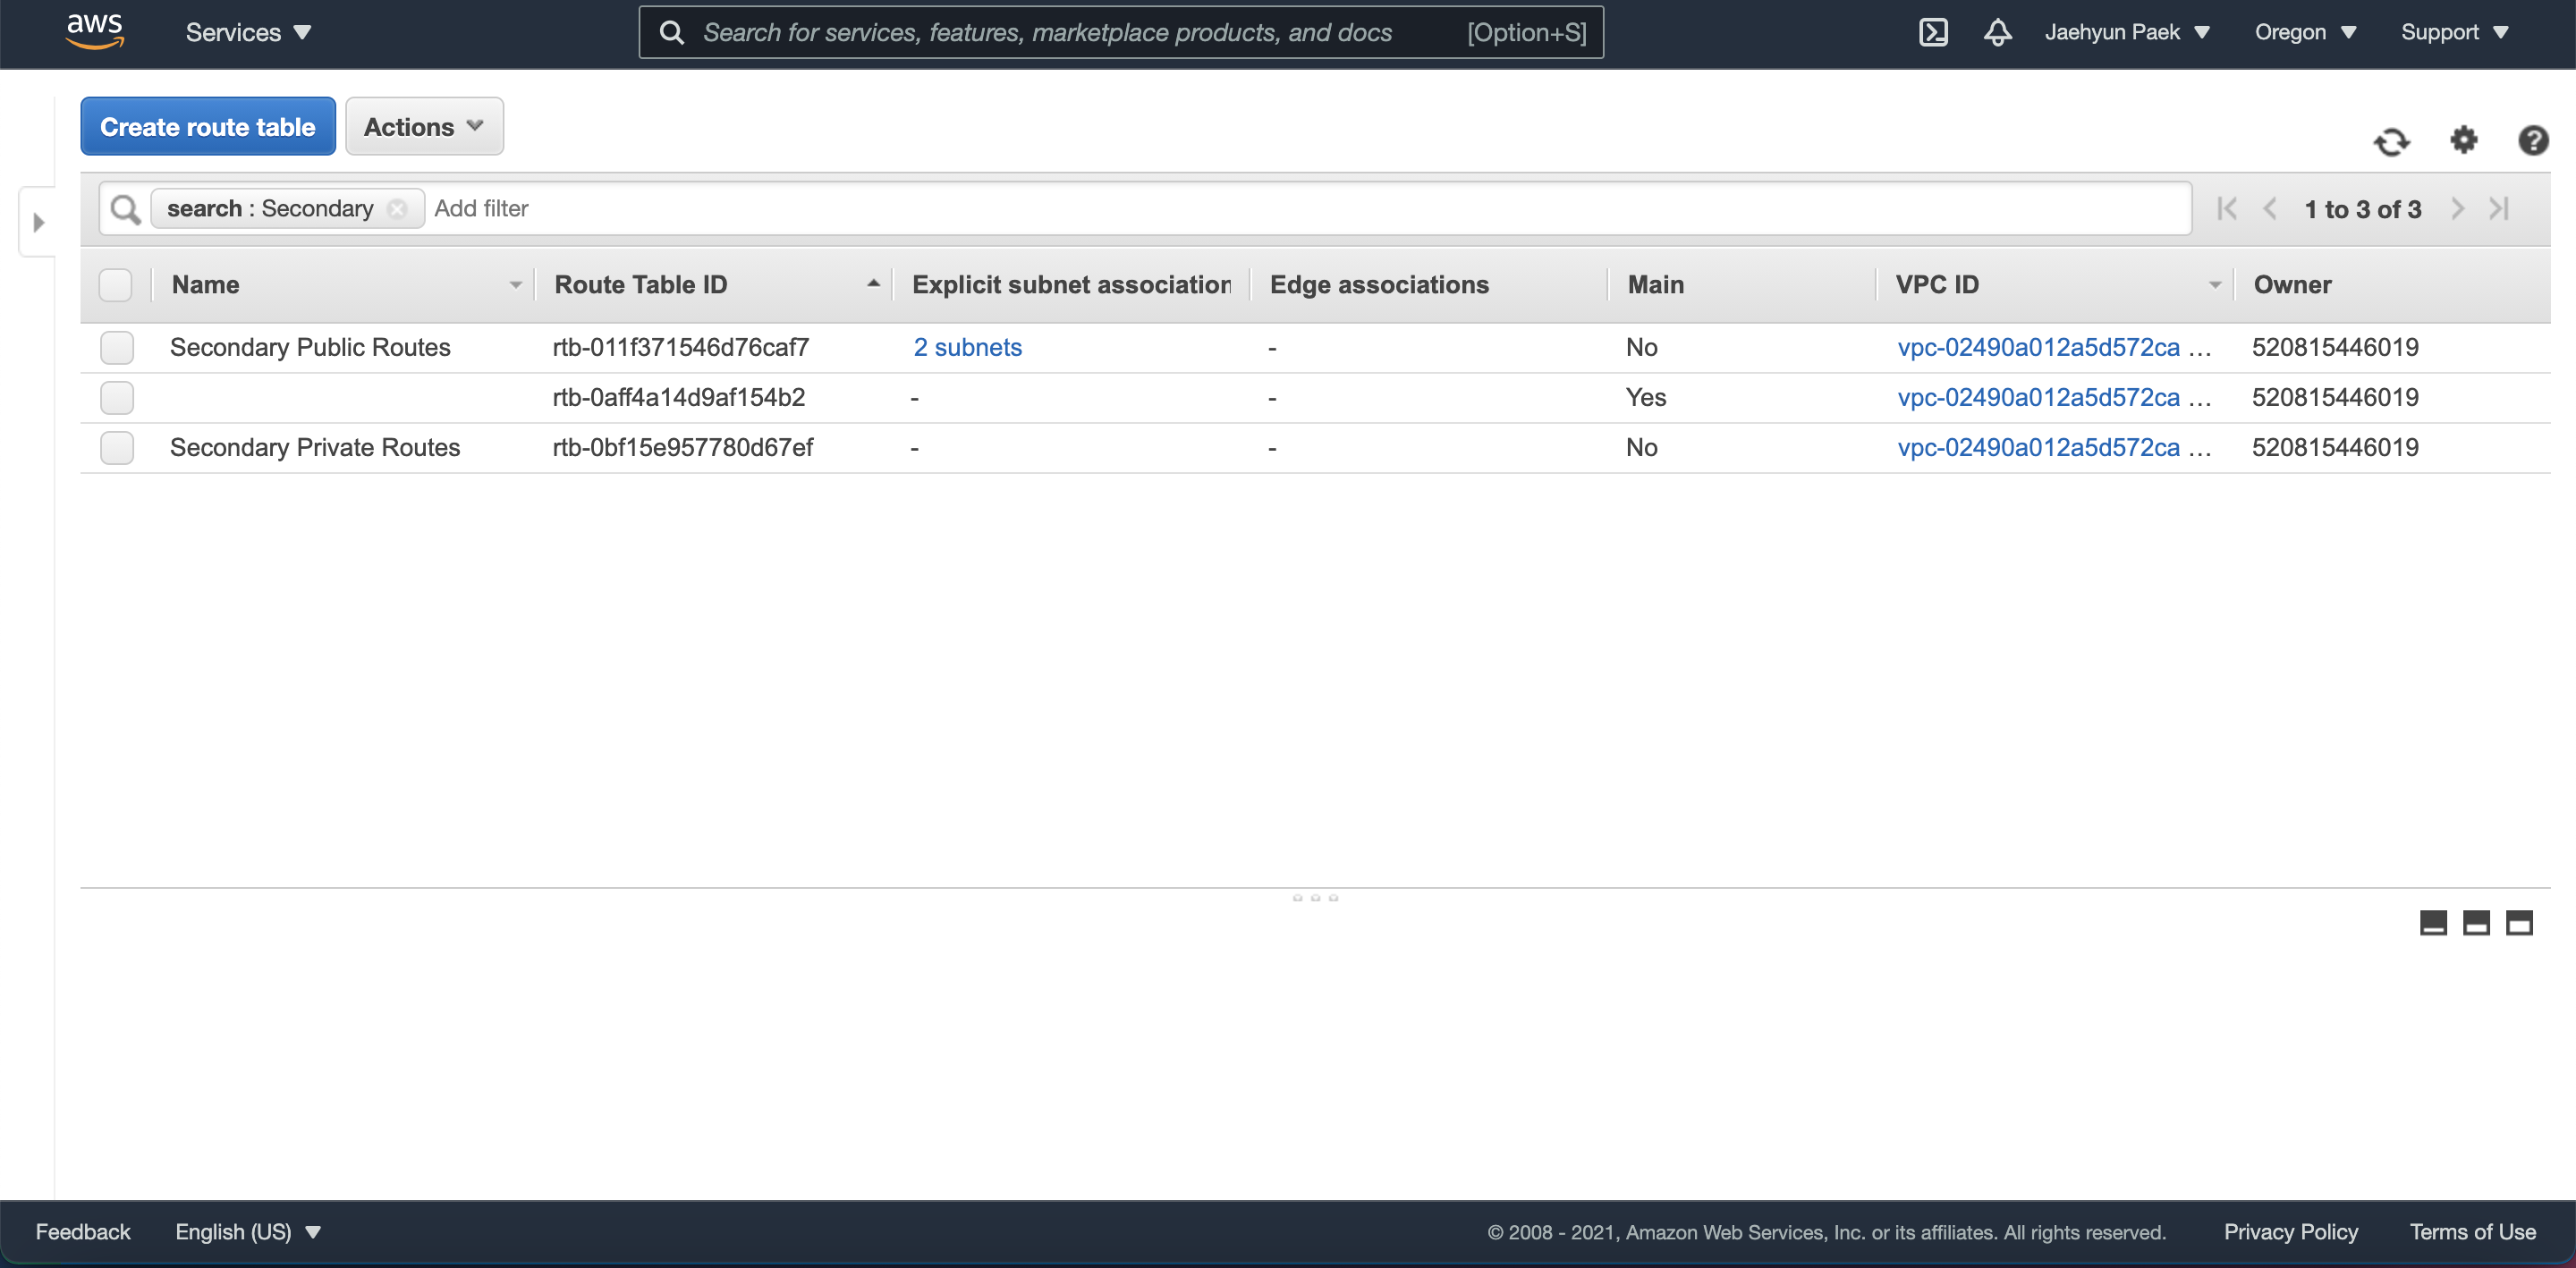 aws Services Search for services, features, marketplace products, and docs [Option+S] Jaehyun Paek Oregon Support
Create route table Actions
search : Secondary Add filter 1 to 3 of 3
Name Route Table ID Explicit subnet association Edge associations Main VPC ID Owner
Secondary Public Routes rtb-011f371546d76caf7 2 subnets - No vpc-02490a012a5d572ca ... 520815446019
rtb-0aff4a14d9af154b2 - - Yes vpc-02490a012a5d572ca ... 520815446019
Secondary Private Routes rtb-0bf15e957780d67ef - - No vpc-02490a012a5d572ca ... 520815446019
Feedback English (US) © 2008 - 2021, Amazon Web Services, Inc. or its affiliates. All rights reserved. Privacy Policy Terms of Use